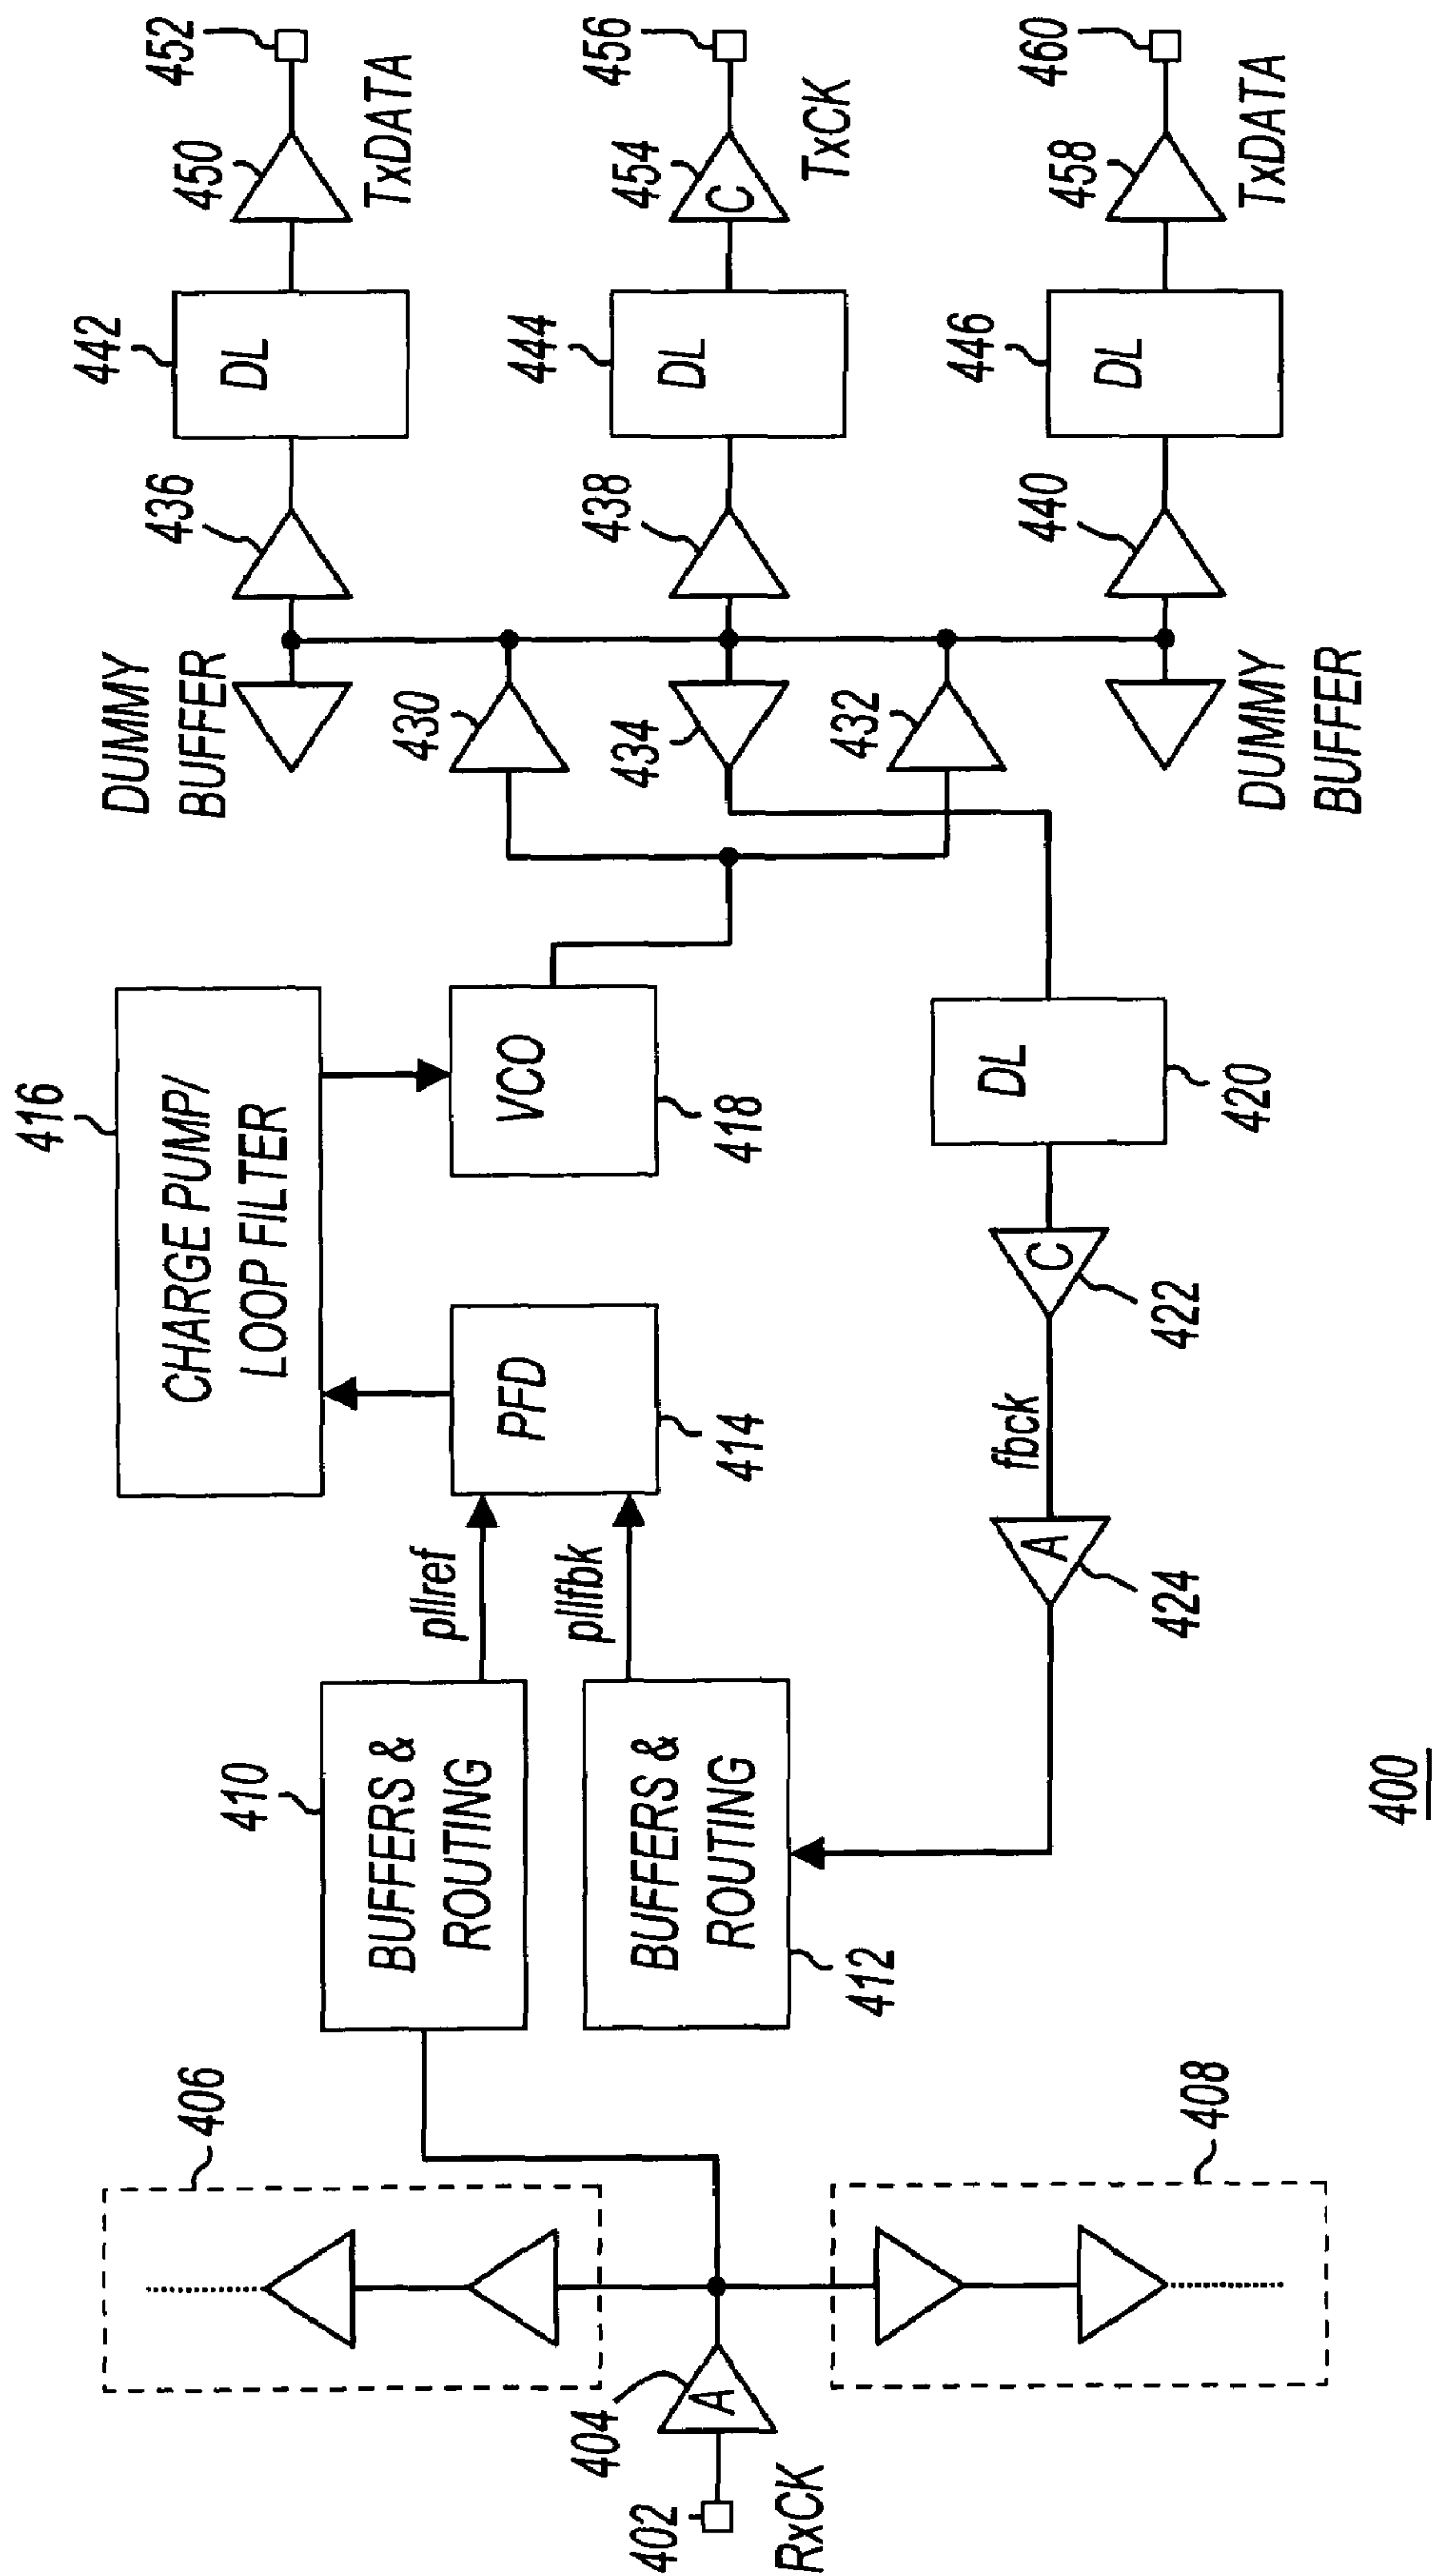 402
RxCK
404
A
406
408
410
BUFFERS &
ROUTING
BUFFERS &
ROUTING
412
pllref
pllfbk
PFD
414
CHARGE PUMP/
LOOP FILTER
416
VCO
418
A
424
fbck
C
422
DL
420
DUMMY
BUFFER
430
434
432
DUMMY
BUFFER
436
438
440
442
DL
444
DL
446
DL
450
TxDATA
452
454
C
TxCK
456
458
TxDATA
460
400